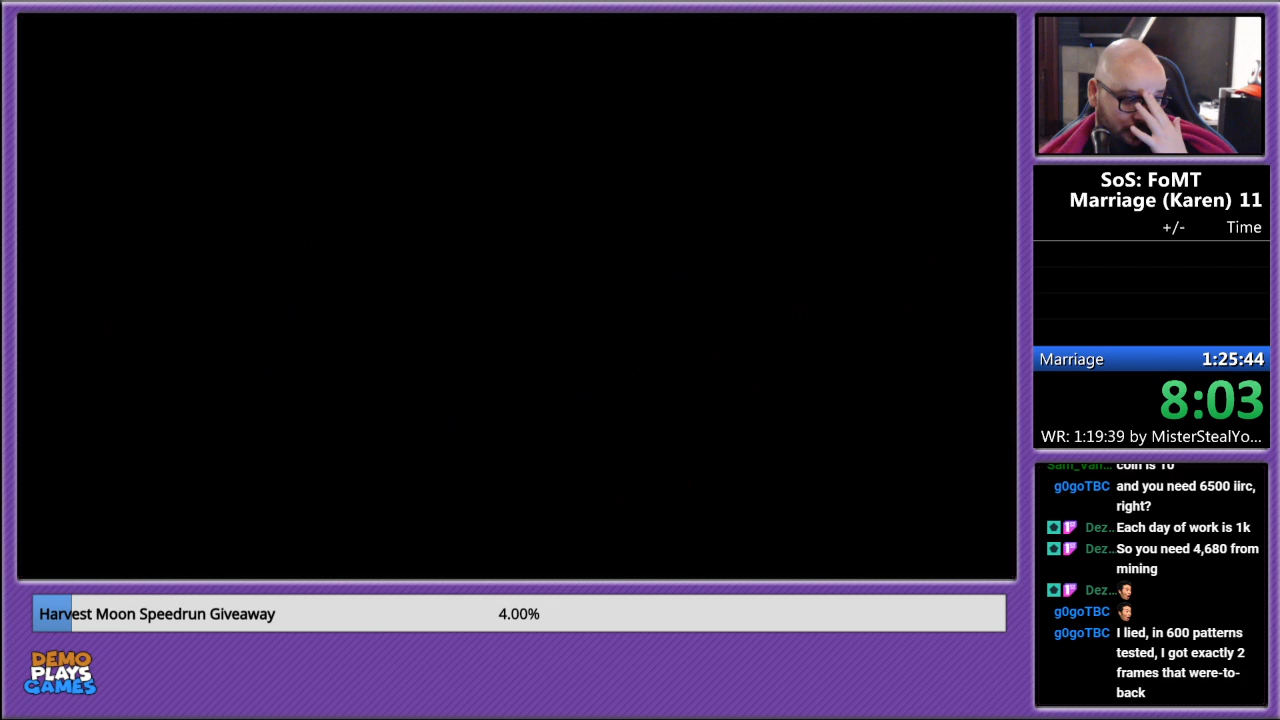 SoS: FoMT
Marriage (Karen) 11
+/- Time
Marriage 1:25:44
8:03
WR: 1:19:39 by MisterStealYo...
coin is 10
g0goTBC and you need 6500 iirc,
right?
Dez... Each day of work is 1k
Dez... So you need 4,680 from
mining
Dez...
g0goTBC
g0goTBC I lied, in 600 patterns
tested, I got exactly 2
frames that were-to-
back
Harvest Moon Speedrun Giveaway 4.00%
DEMO
PLAYS
GAMES